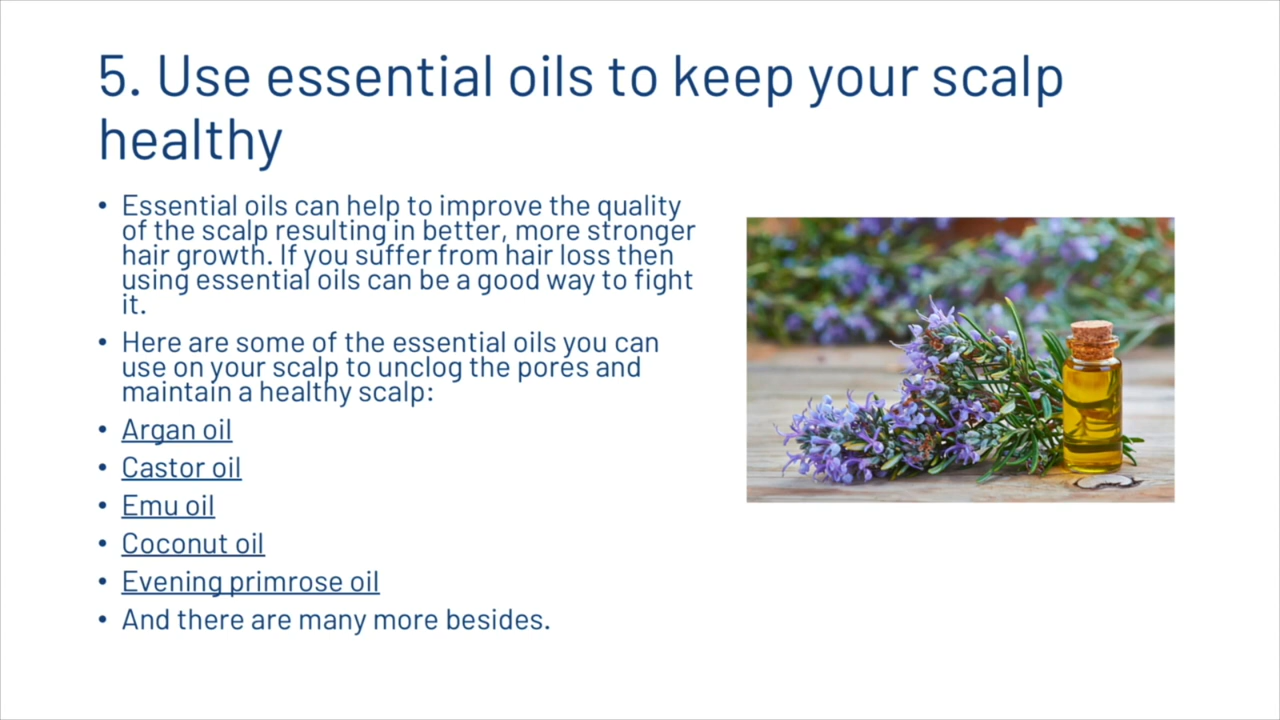 5. Use essential oils to keep your scalp
healthy
• Essential oils can help to improve the quality
of the scalp resulting in better, more stronger
hair growth. If you suffer from hair loss then
using essential oils can be a good way to fight
it.
• Here are some of the essential oils you can
use on your scalp to unclog the pores and
maintain a healthy scalp:
• Argan oil
• Castor oil
• Emu oil
• Coconut oil
• Evening primrose oil
• And there are many more besides.